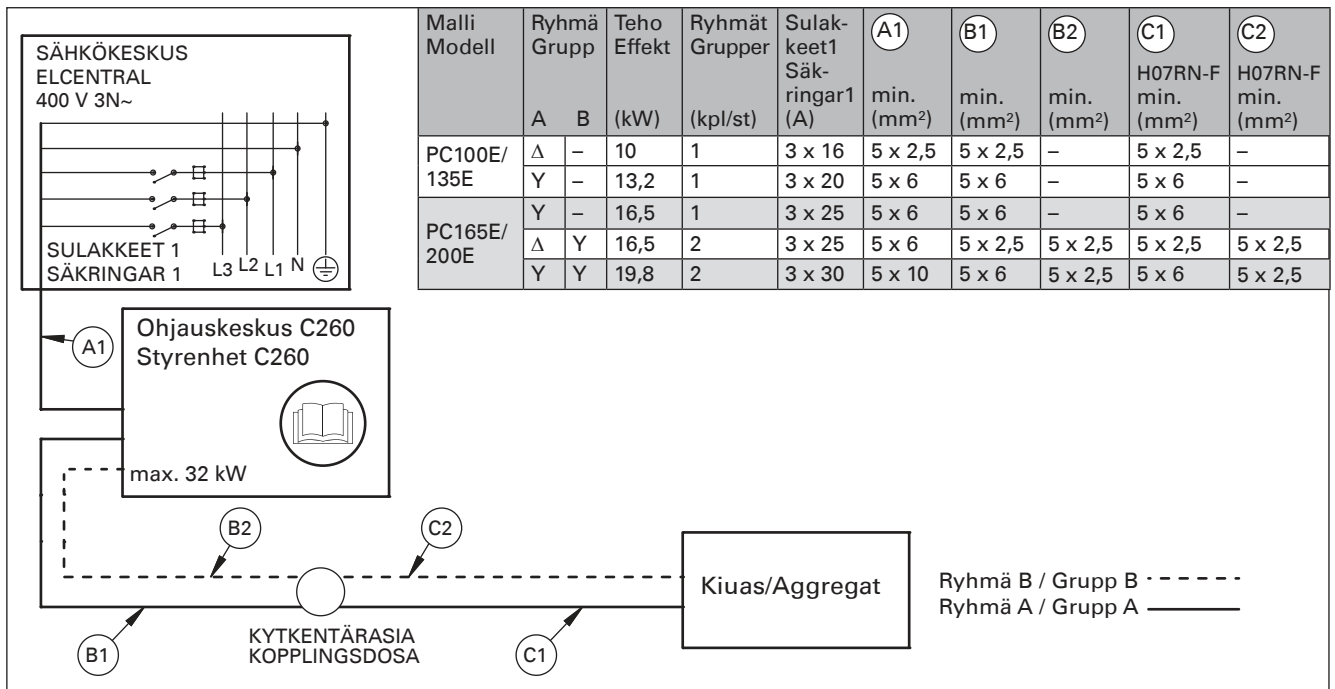 SÄHKÖKESKUS
ELCENTRAL
400 V 3N~
SULAKKEET 1
SÄKRINGAR 1
L3 L2 L1 N
Malli Ryhmä Teho Ryhmät Sulak- A1 B1 B2 C1 C2
Modell Grupp Effekt Grupper keet1
Säk- H07RN-F H07RN-F
ringar1 min. min. min. min. min.
A B (kW) (kpl/st) (A) (mm²) (mm²) (mm²) (mm²) (mm²)
PC100E/ Δ – 10 1 3 x 16 5 x 2,5 5 x 2,5 – 5 x 2,5 –
135E Y – 13,2 1 3 x 20 5 x 6 5 x 6 – 5 x 6 –
PC165E/ Y – 16,5 1 3 x 25 5 x 6 5 x 6 – 5 x 6 –
200E Δ Y 16,5 2 3 x 25 5 x 6 5 x 2,5 5 x 2,5 5 x 2,5 5 x 2,5
Y Y 19,8 2 3 x 30 5 x 10 5 x 6 5 x 2,5 5 x 6 5 x 2,5
A1
Ohjauskeskus C260
Styrenhet C260
max. 32 kW
B2
C2
Kiuas/Aggregat
Ryhmä B / Grupp B
Ryhmä A / Grupp A
B1
KYTKENTÄRASIA
KOPPLINGSDOSA
C1